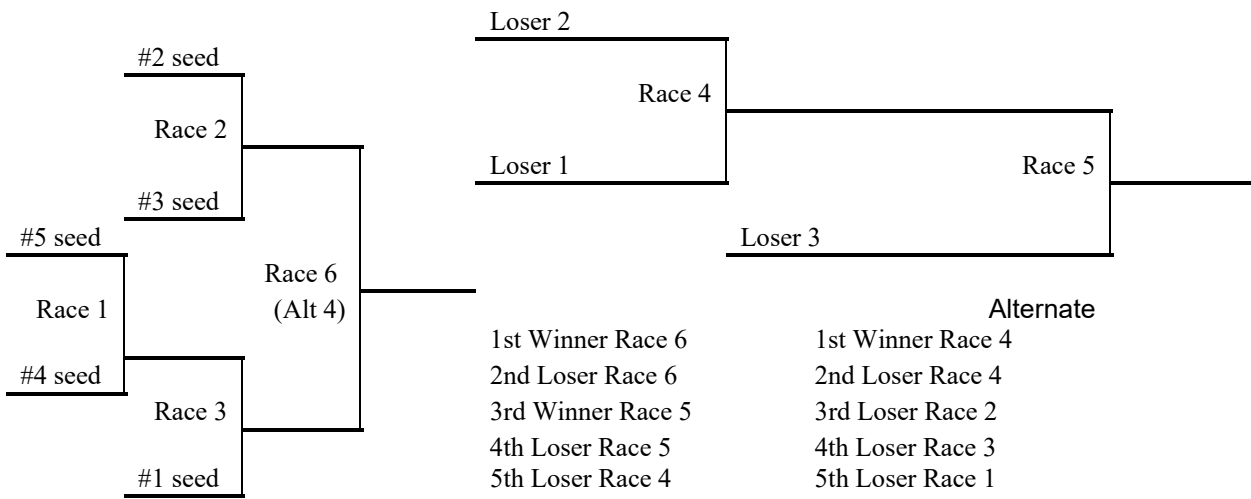 Loser 2
#2 seed
Race 4
Race 2
Loser 1
Race 5
#3 seed
#5 seed
Loser 3
Race 6
(Alt 4)
Race 1
Alternate
1st Winner Race 6
1st Winner Race 4
#4 seed
2nd Loser Race 6
2nd Loser Race 4
Race 3
3rd Winner Race 5
3rd Loser Race 2
4th Loser Race 5
4th Loser Race 3
#1 seed
5th Loser Race 4
5th Loser Race 1